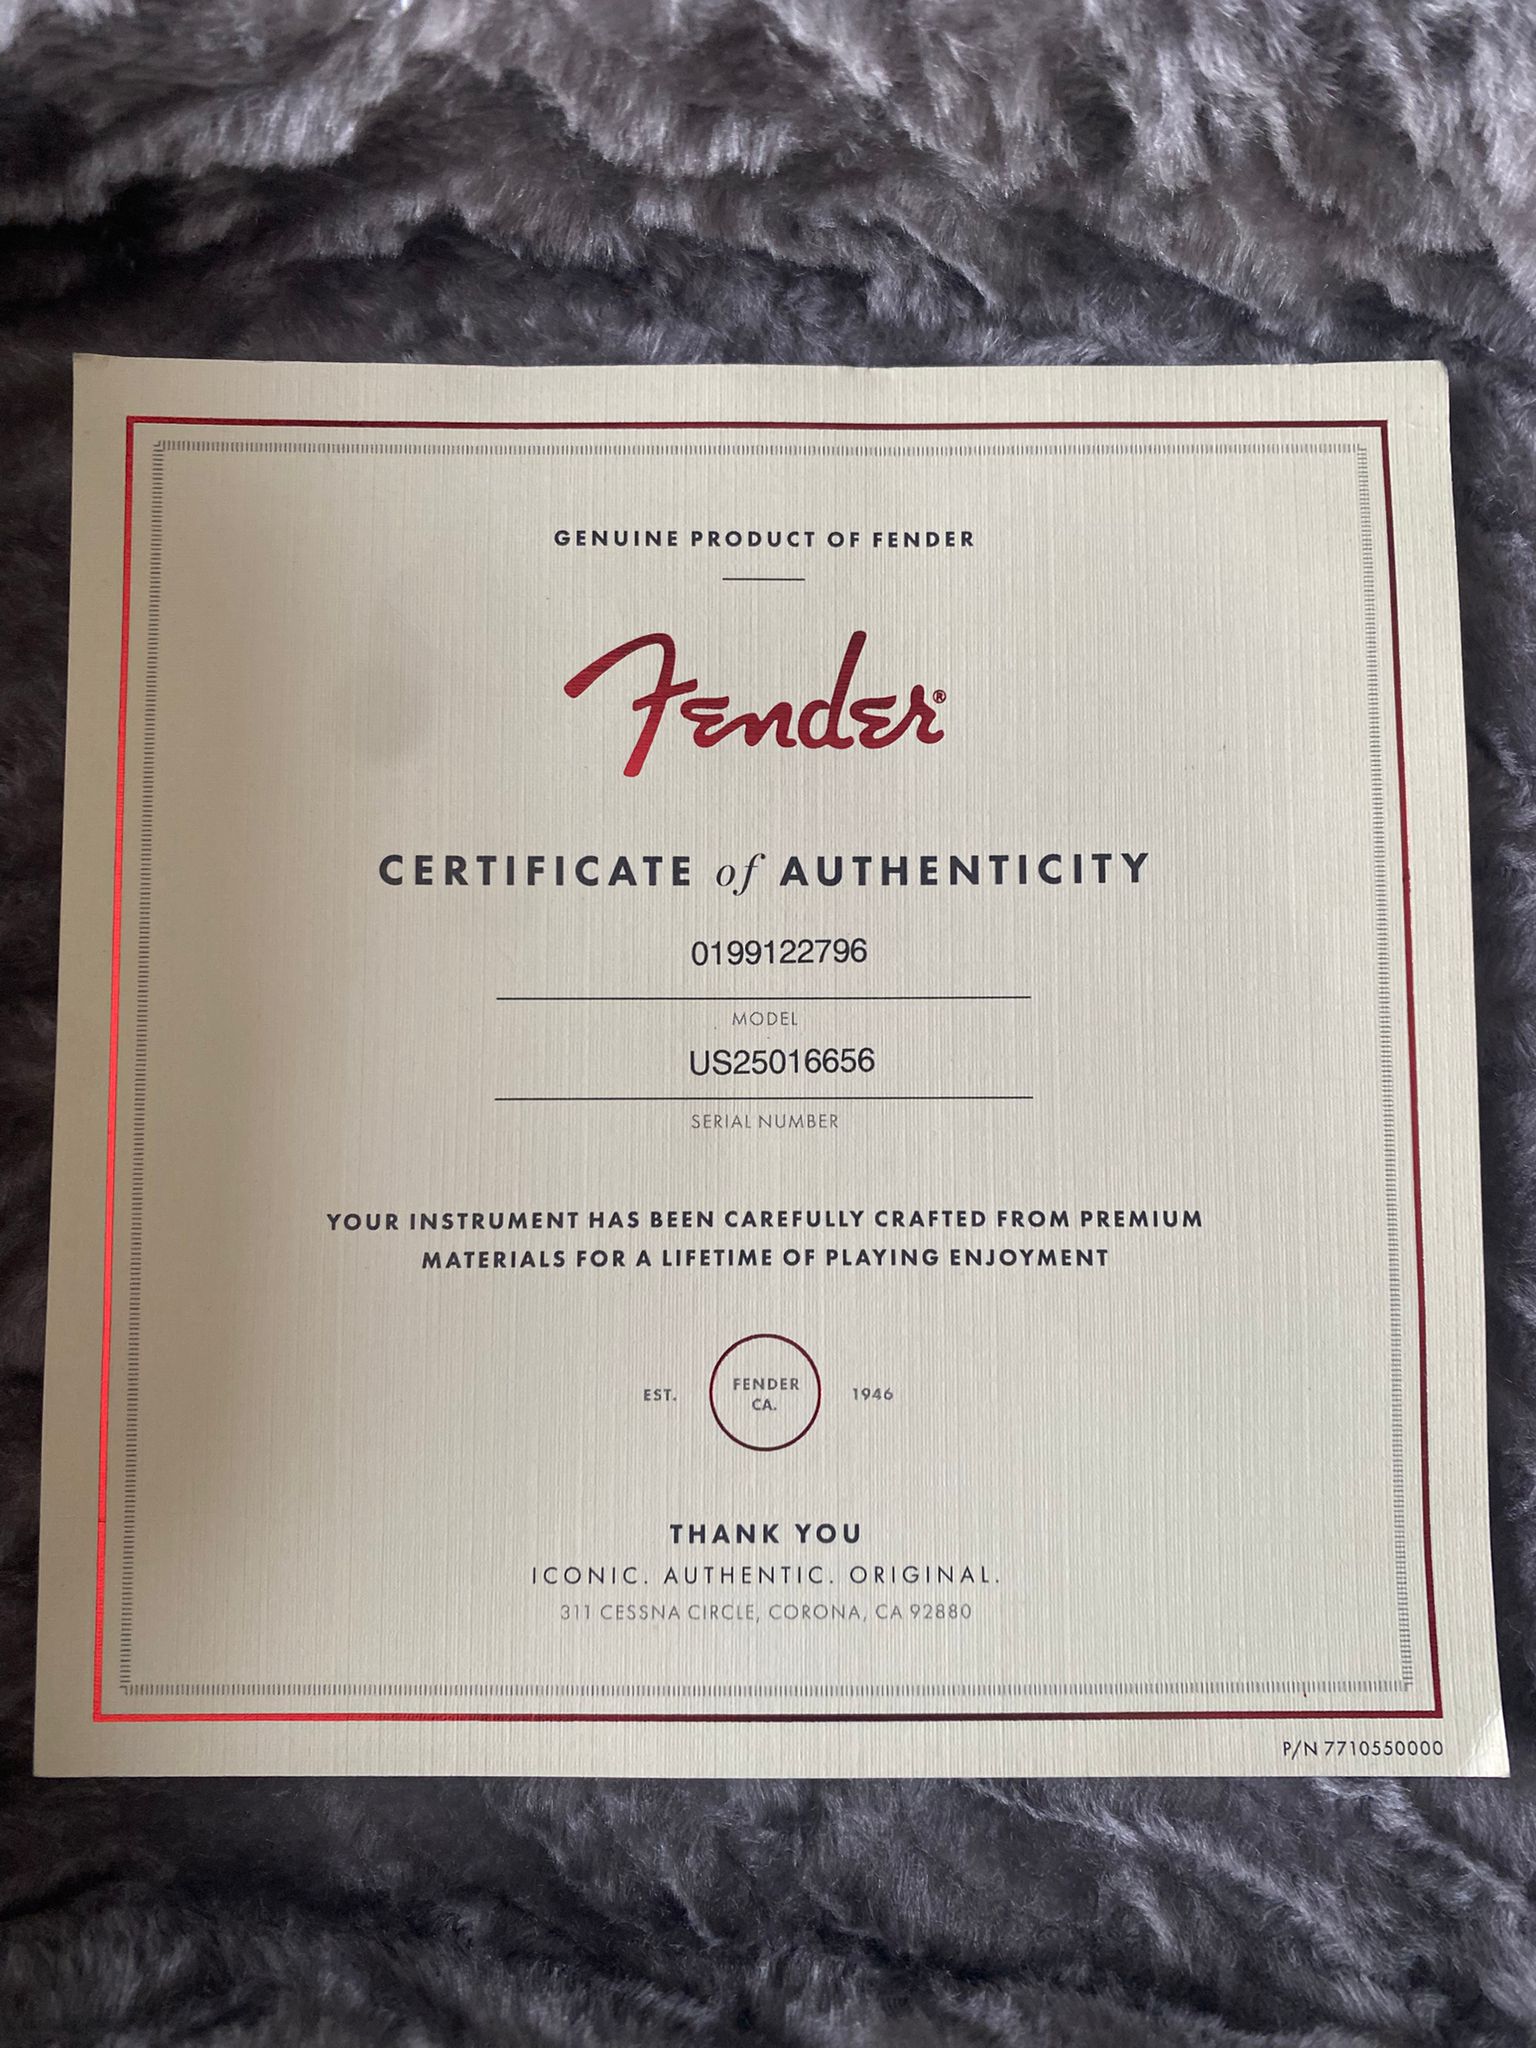 GENUINE PRODUCT OF FENDER
Fender®
CERTIFICATE of AUTHENTICITY
0199122796
MODEL
US25016656
SERIAL NUMBER
YOUR INSTRUMENT HAS BEEN CAREFULLY CRAFTED FROM PREMIUM
MATERIALS FOR A LIFETIME OF PLAYING ENJOYMENT
EST. FENDER CA. 1946
THANK YOU
ICONIC. AUTHENTIC. ORIGINAL.
311 CESSNA CIRCLE, CORONA, CA 92880
P/N 7710550000